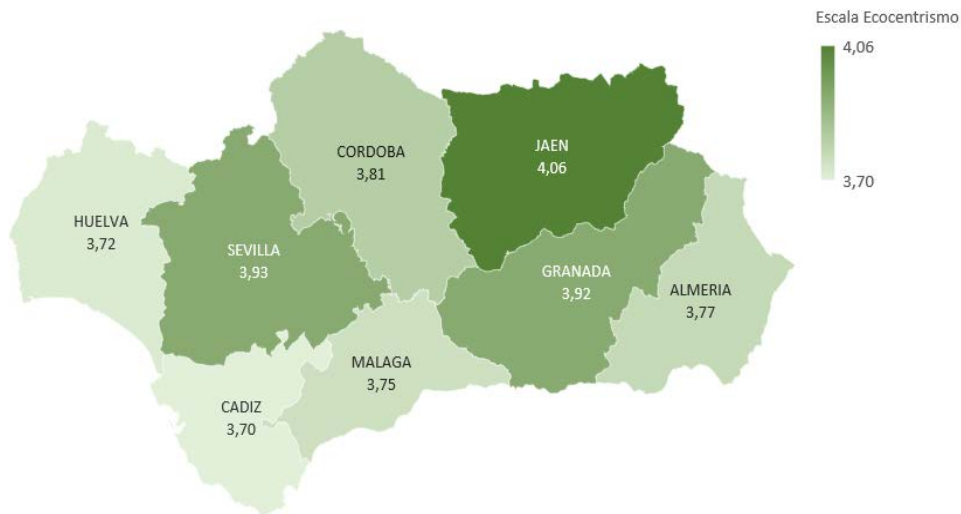 Escala Ecocentrismo
4,06
3,70
CORDOBA
3,81
JAEN
4,06
HUELVA
3,72
SEVILLA
3,93
GRANADA
3,92
ALMERIA
3,77
MALAGA
3,75
CADIZ
3,70